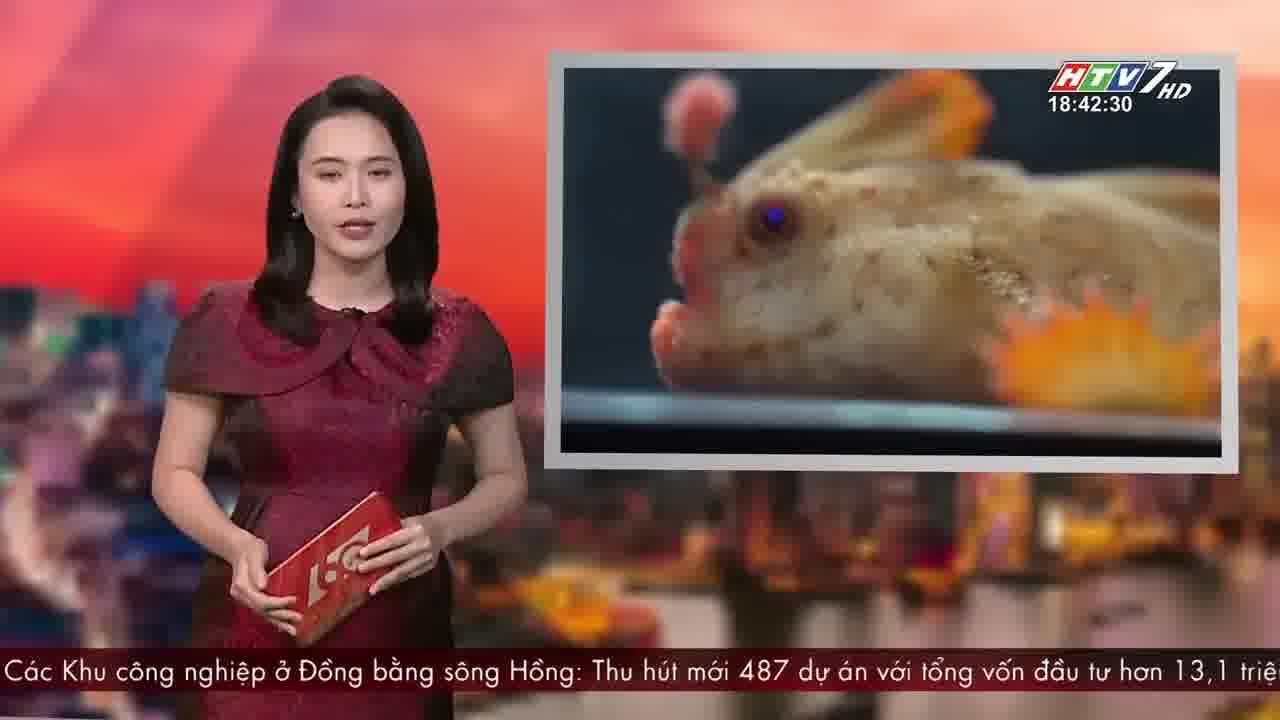 HTV7 HD
18:42:30
Các Khu công nghiệp ở Đồng bằng sông Hồng: Thu hút mới 487 dự án với tổng vốn đầu tư hơn 13,1 triệu